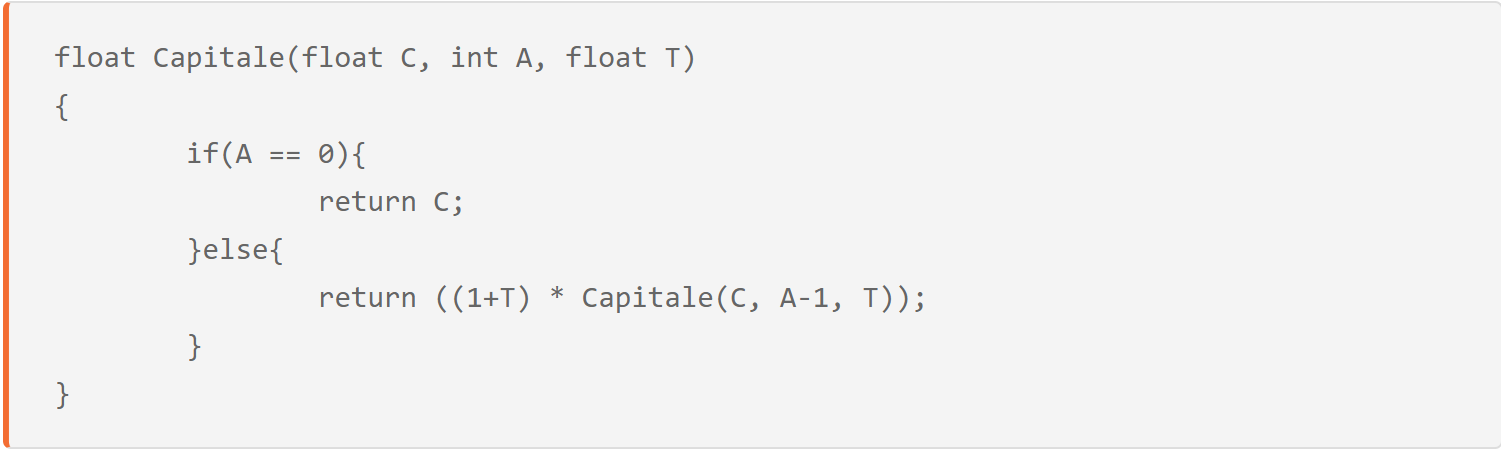 float Capitale(float C, int A, float T)
{
if(A == 0){
return C;
}else{
return ((1+T) * Capitale(C, A-1, T));
}
}